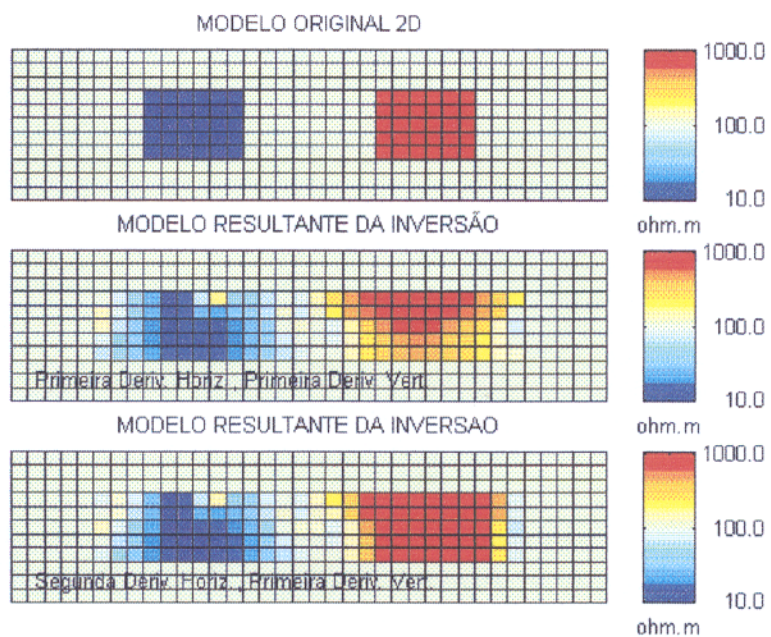 MODELO ORIGINAL 2D
1000.0
100.0
10.0
ohm.m
MODELO RESULTANTE DA INVERSÃO
1000.0
100.0
10.0
ohm.m
Primeira Deriv. Horiz. , Primeira Deriv. Vert.
MODELO RESULTANTE DA INVERSAO
1000.0
100.0
10.0
ohm.m
Segunda Deriv. Horiz. , Primeira Deriv. Vert.